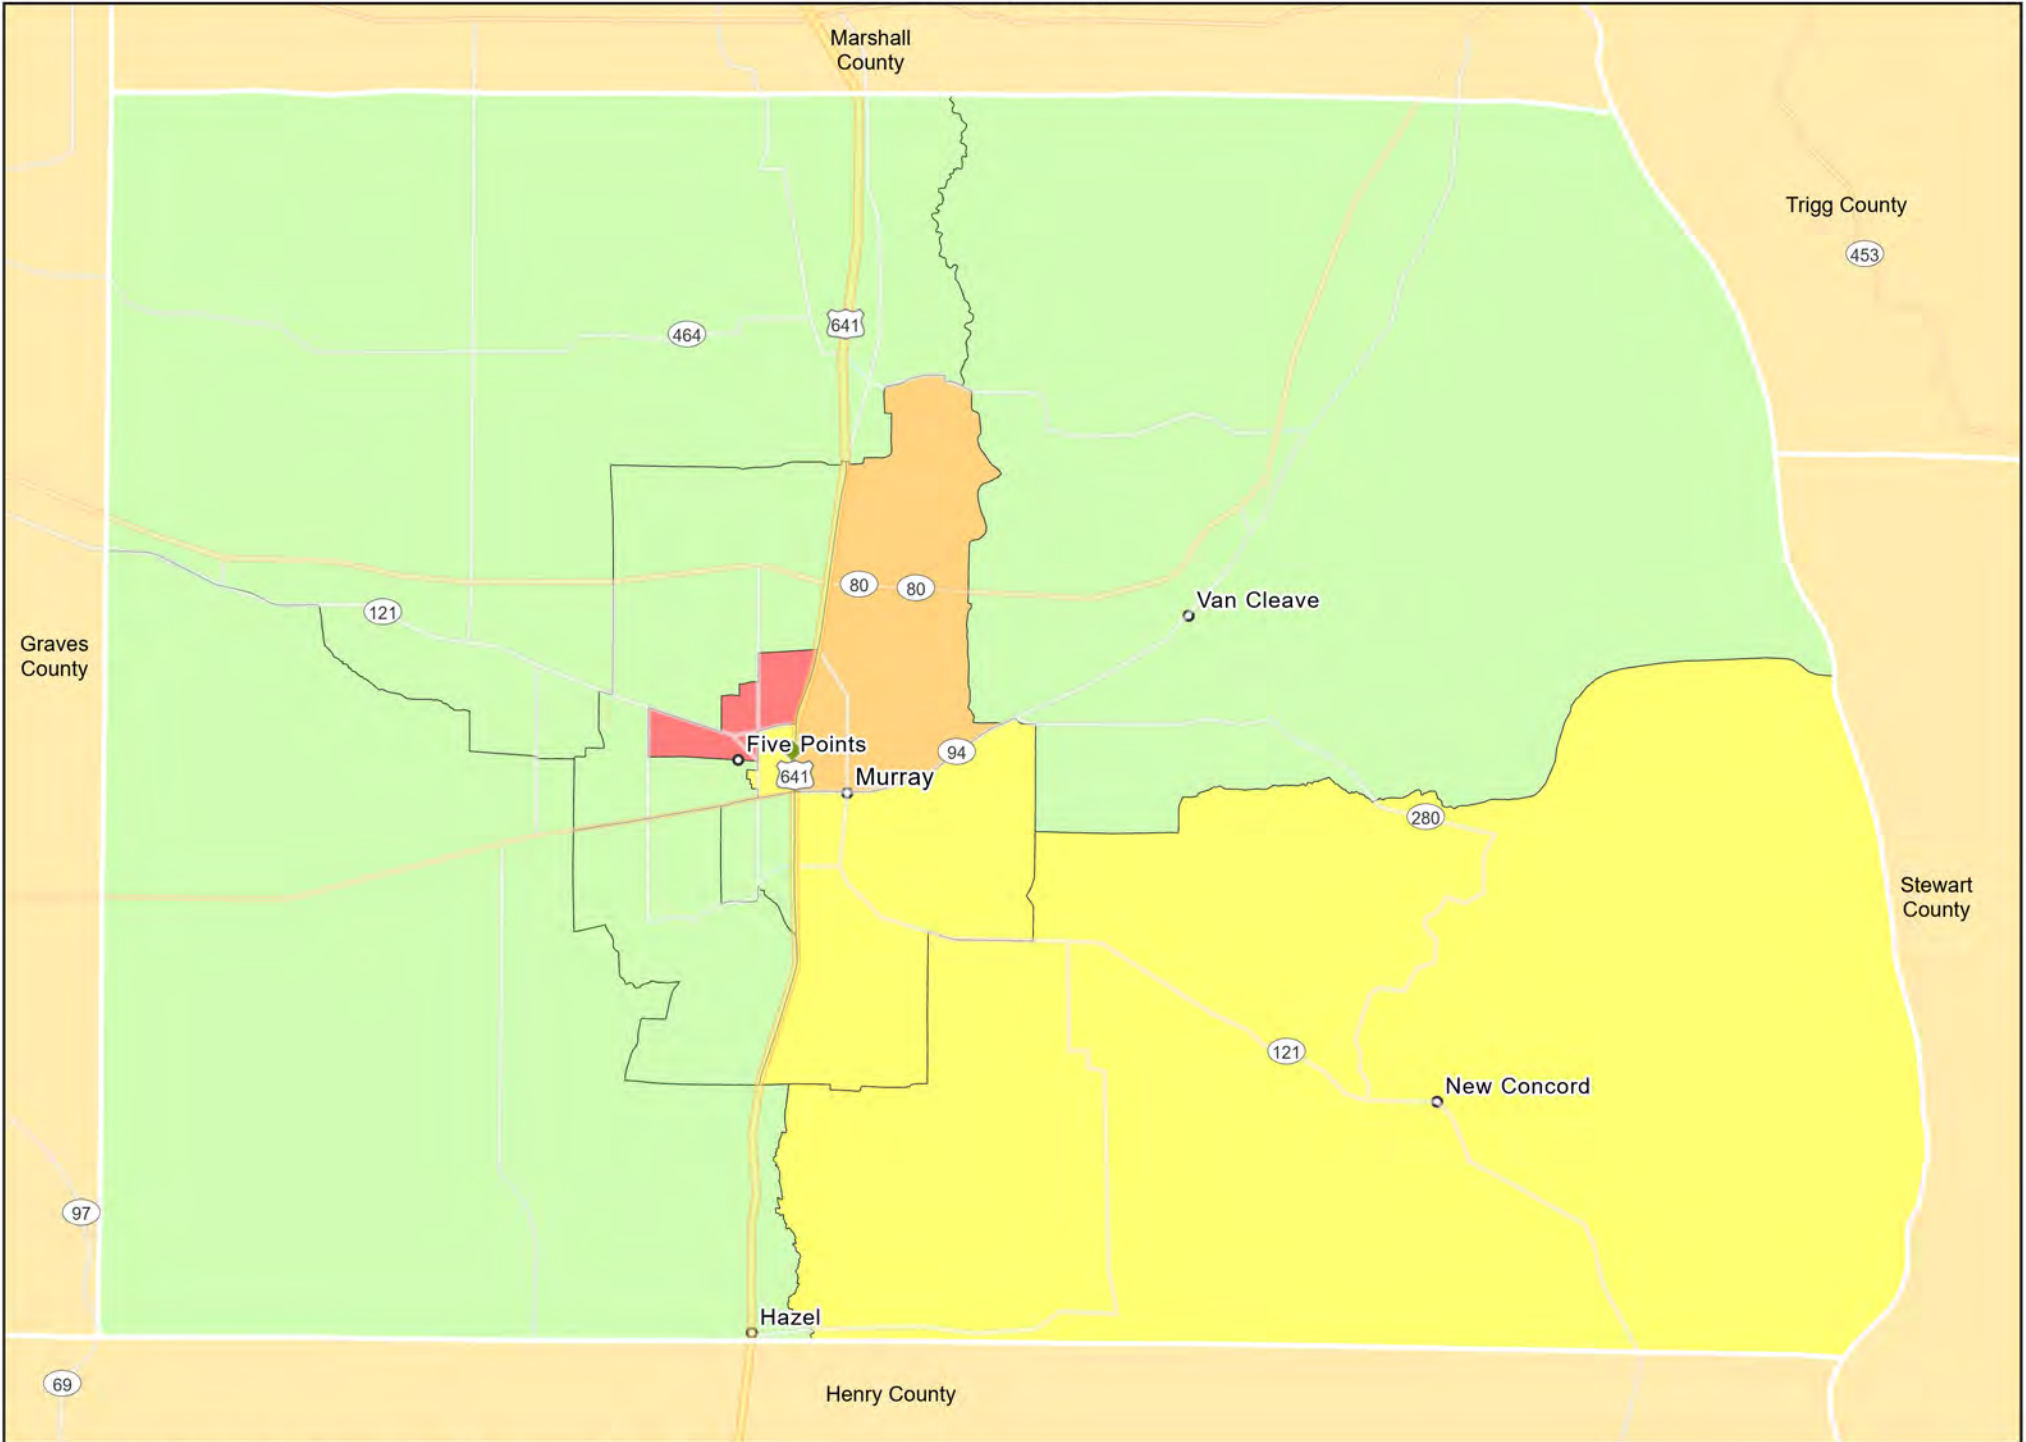 Marshall
County
Trigg County
453
464
641
80
80
121
Van Cleave
Graves
County
Five Points
94
641
Murray
280
Stewart
County
121
New Concord
97
Hazel
69
Henry County